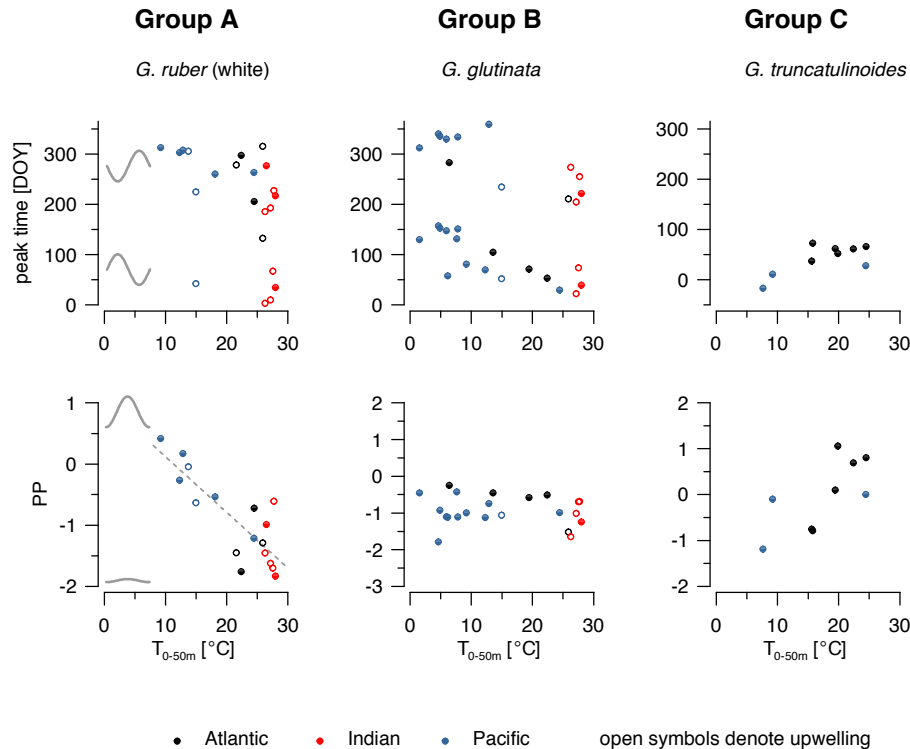 Group A Group B Group C
G. ruber (white) G. glutinata G. truncatulinoides
peak time [DOY]
300
200
100
0
0 10 20 30
300
200
100
0
0 10 20 30
300
200
100
0
0 10 20 30
PP
1
0
-1
-2
0 10 20 30
T0-50m [°C]
2
1
0
-1
-2
-3
0 10 20 30
T0-50m [°C]
2
1
0
-1
-2
0 10 20 30
T0-50m [°C]
Atlantic Indian Pacific open symbols denote upwelling